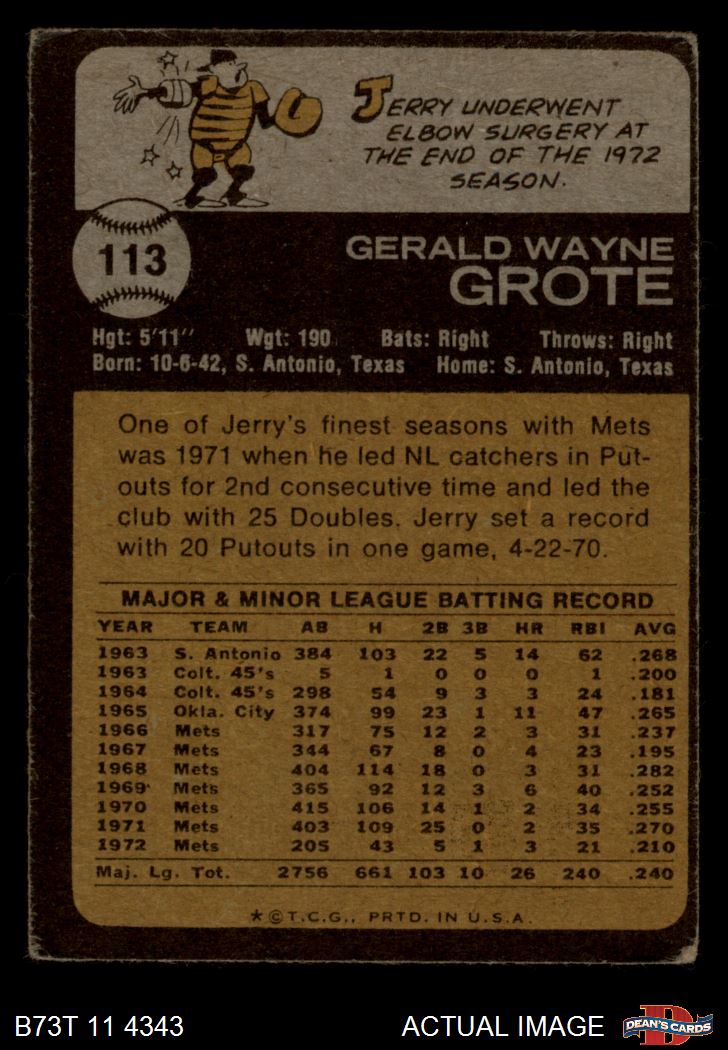 JERRY UNDERWENT
ELBOW SURGERY AT
THE END OF THE 1972
SEASON.
113
GERALD WAYNE
GROTE
Hgt: 5'11" Wgt: 190 Bats: Right Throws: Right
Born: 10-6-42, S. Antonio, Texas Home: S. Antonio, Texas
One of Jerry's finest seasons with Mets
was 1971 when he led NL catchers in Put-
outs for 2nd consecutive time and led the
club with 25 Doubles. Jerry set a record
with 20 Putouts in one game, 4-22-70.
MAJOR & MINOR LEAGUE BATTING RECORD
YEAR TEAM AB H 2B 3B HR RBI AVG
1963 S. Antonio 384 103 22 5 14 62 .268
1963 Colt. 45's 5 1 0 0 0 1 .200
1964 Colt. 45's 298 54 9 3 3 24 .181
1965 Okla. City 374 99 23 1 11 47 .265
1966 Mets 317 75 12 2 3 31 .237
1967 Mets 344 67 8 0 4 23 .195
1968 Mets 404 114 18 0 3 31 .282
1969 Mets 365 92 12 3 6 40 .252
1970 Mets 415 106 14 1 2 34 .255
1971 Mets 403 109 25 0 2 35 .270
1972 Mets 205 43 5 1 3 21 .210
Maj. Lg. Tot. 2756 661 103 10 26 240 .240
★©T.C.G., PRTD. IN U.S.A.
B73T 11 4343 ACTUAL IMAGE DEAN'S CARDS